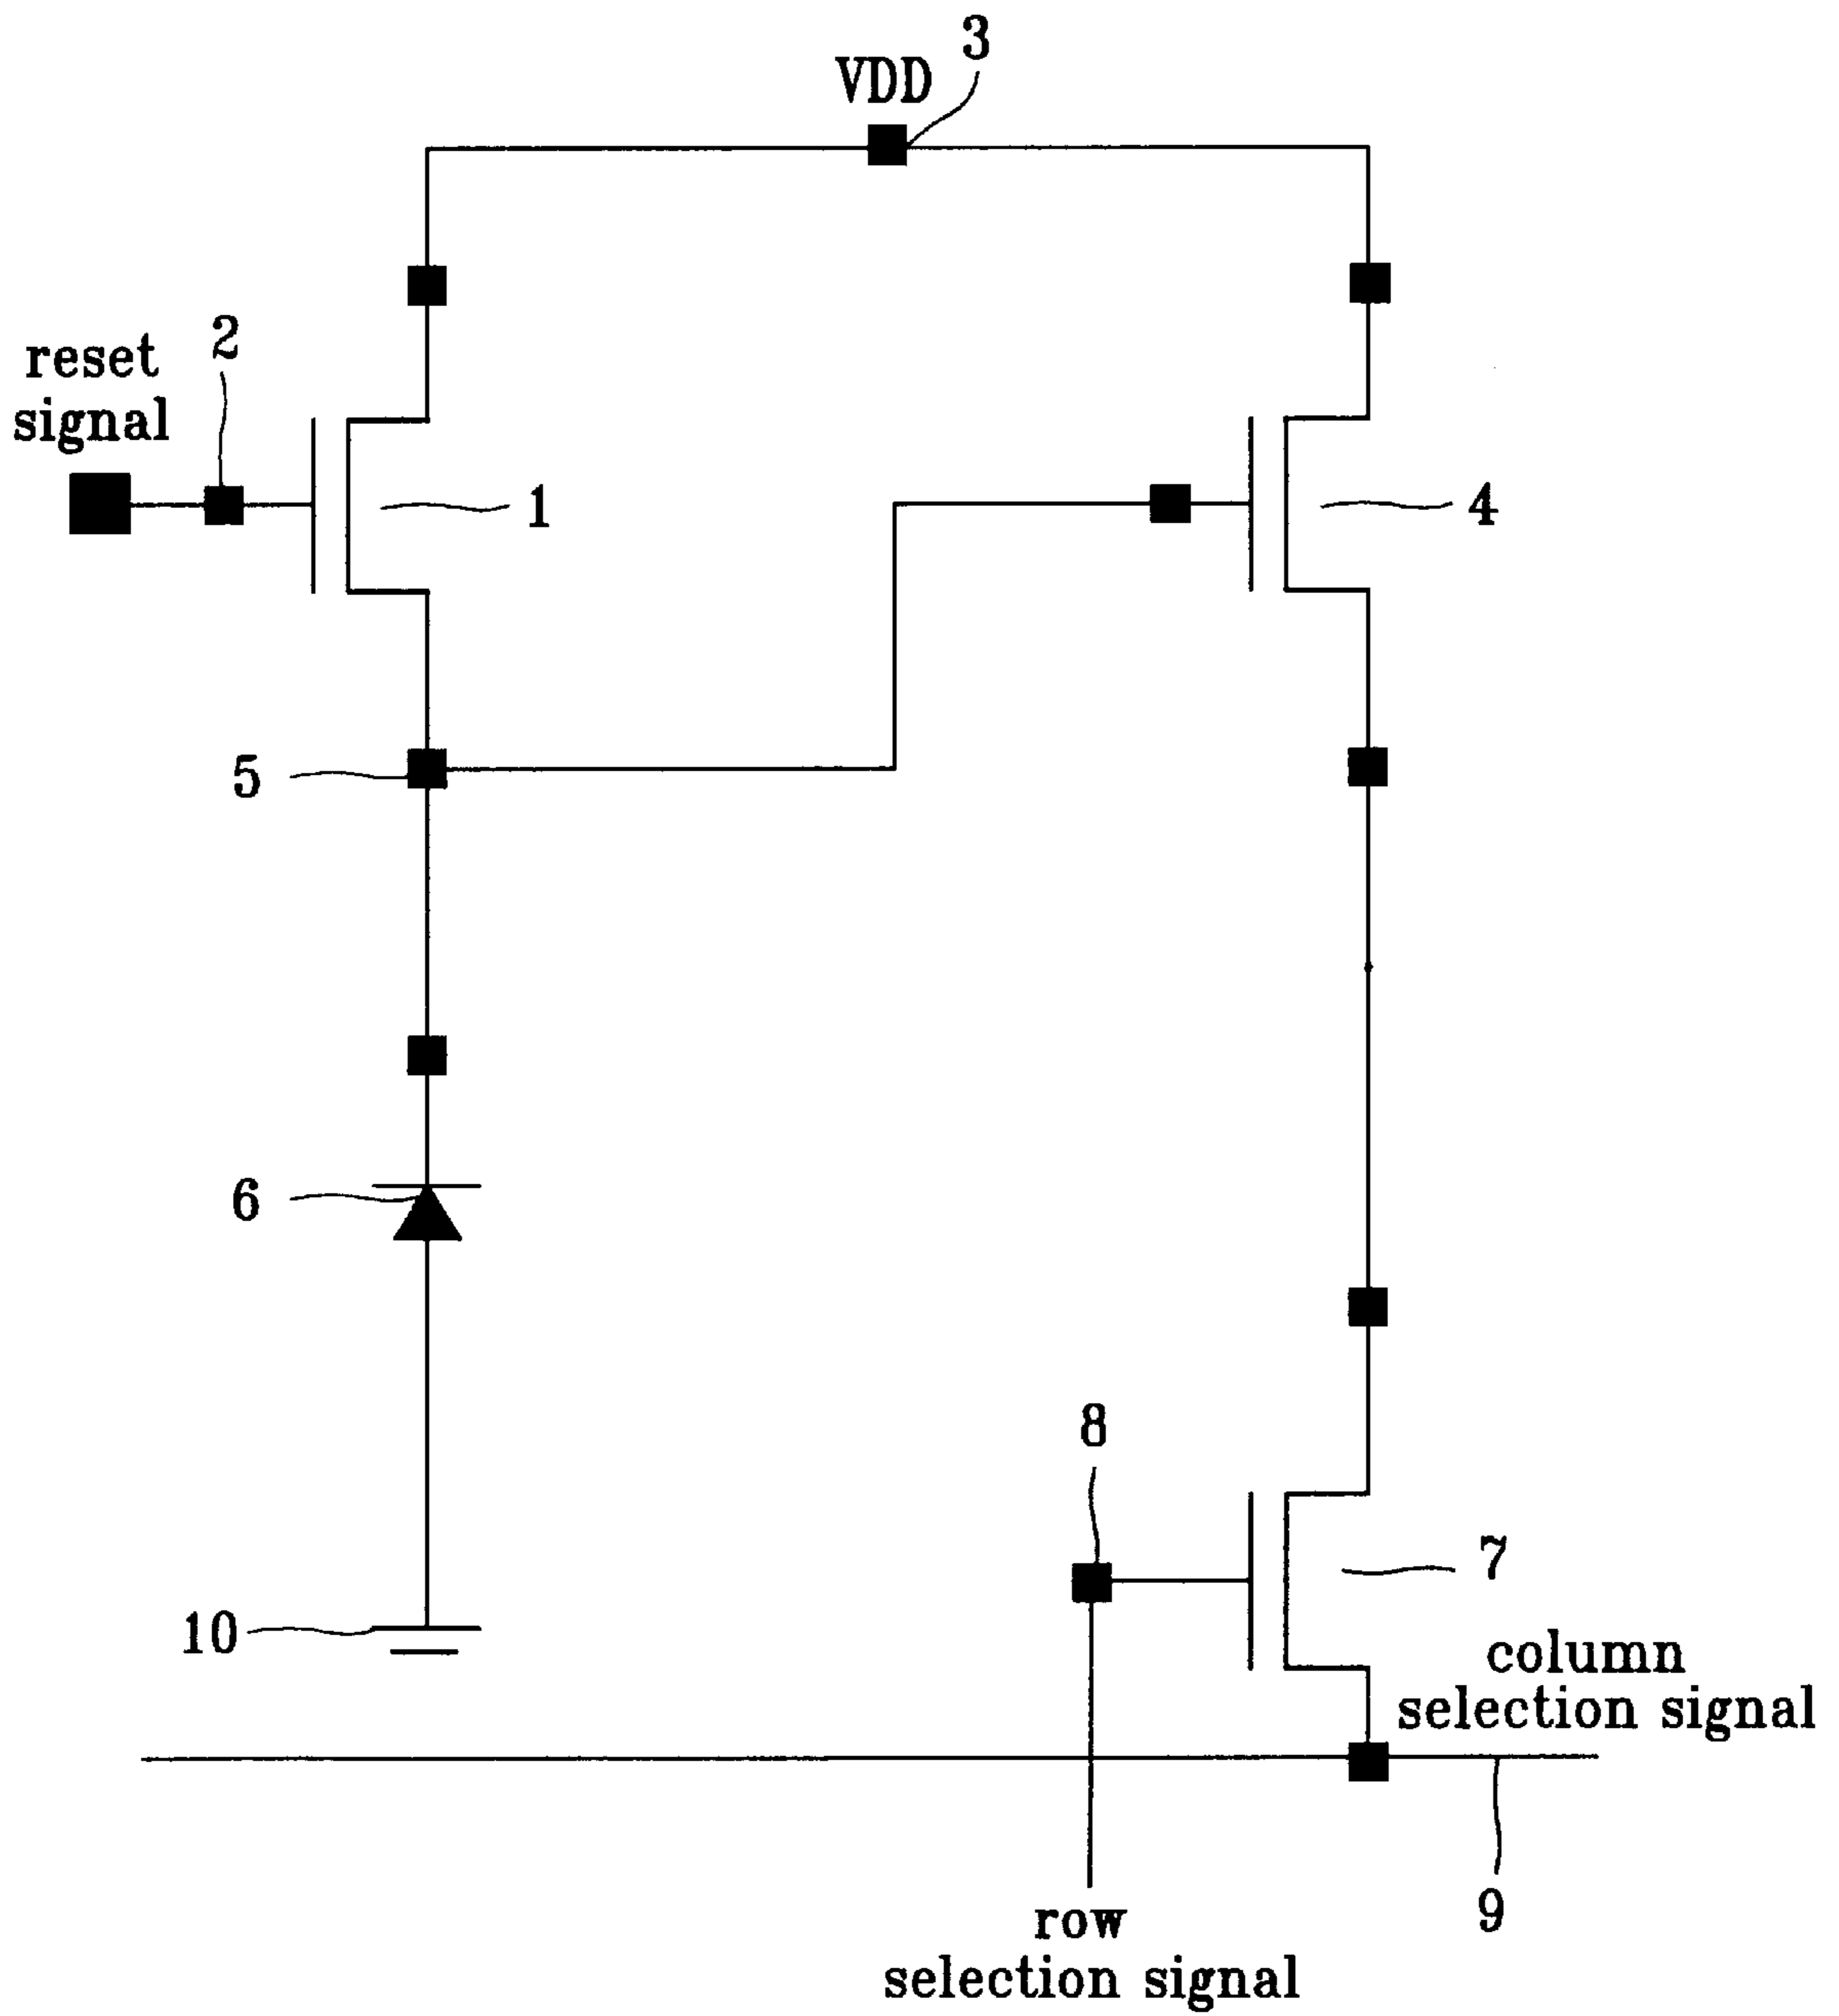 3
VDD
2
reset
signal
1
4
5
6
8
7
10
column
selection signal
9
row
selection signal